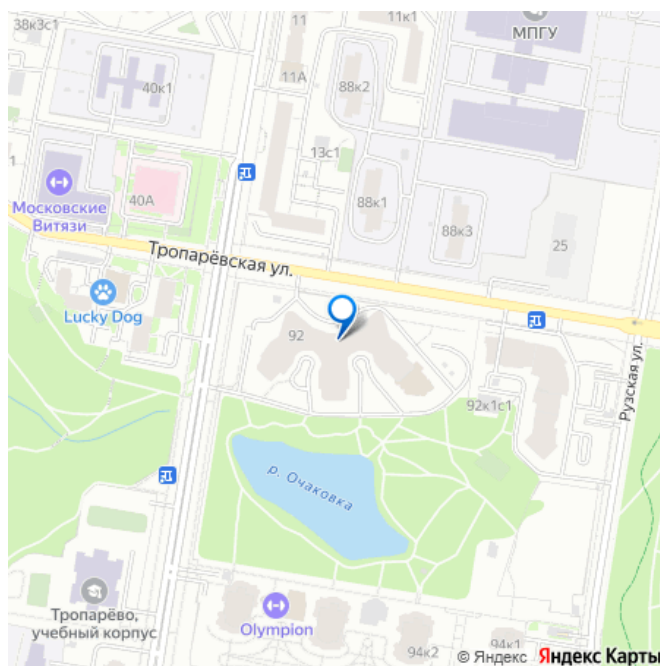 38к3с1
11к1
МПГУ
40к1
11А
88к2
13с1
40А
Московские
Витязи
88к1
88к3
25
Тропарёвская ул.
Lucky Dog
92
92к1с1
Рузская ул.
р. Очаковка
Тропарёво,
учебный корпус
Olympion
94к2
94к1
© Яндекс Яндекс Карты